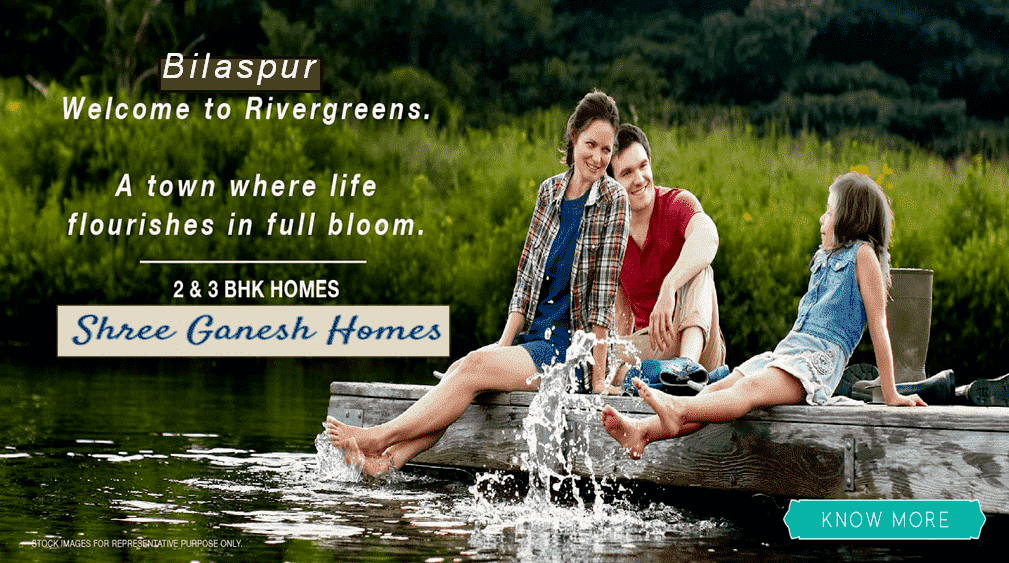 Bilaspur
Welcome to Rivergreens.
A town where life
flourishes in full bloom.
2 & 3 BHK HOMES
Shree Ganesh Homes
KNOW MORE
STOCK IMAGES FOR REPRESENTATIVE PURPOSE ONLY.